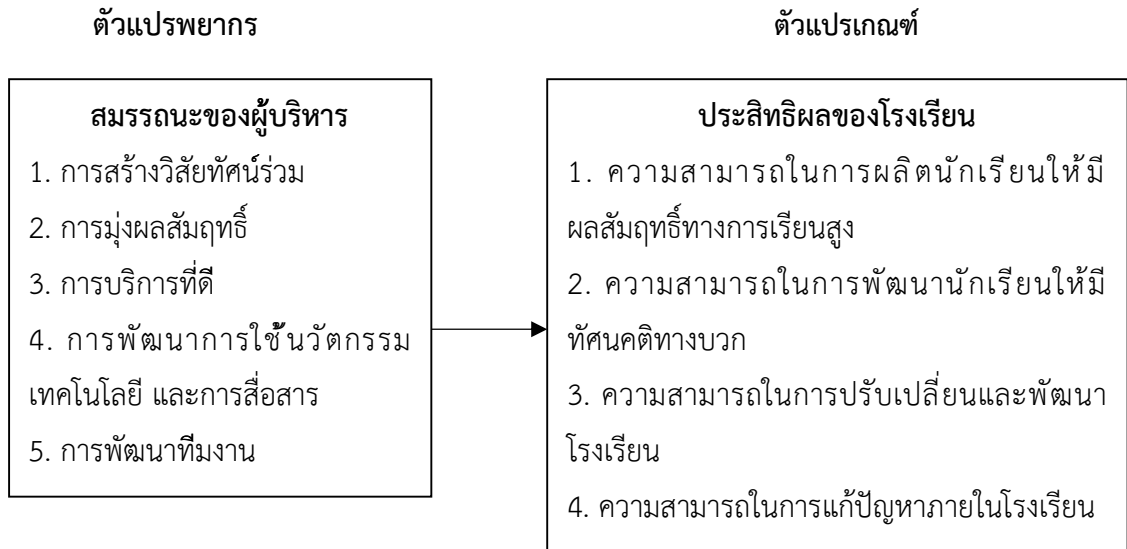 ตัวแปรพยากร
ตัวแปรเกณฑ์
สมรรถนะของผู้บริหาร
1. การสร้างวิสัยทัศน์ร่วม
2. การมุ่งผลสัมฤทธิ์
3. การบริการที่ดี
4. การพัฒนาการใช้นวัตกรรม
เทคโนโลยี และการสื่อสาร
5. การพัฒนาทีมงาน
ประสิทธิผลของโรงเรียน
1. ความสามารถในการผลิตนักเรียนให้มี
ผลสัมฤทธิ์ทางการเรียนสูง
2. ความสามารถในการพัฒนานักเรียนให้มี
ทัศนคติทางบวก
3. ความสามารถในการปรับเปลี่ยนและพัฒนา
โรงเรียน
4. ความสามารถในการแก้ปัญหาภายในโรงเรียน